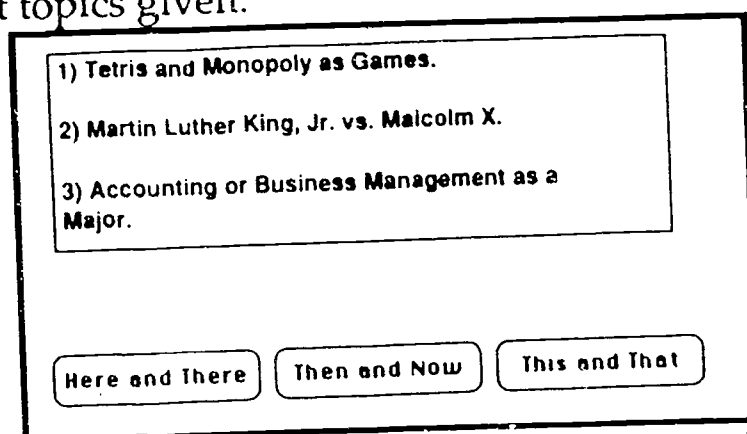 t topics given.
1) Tetris and Monopoly as Games.
2) Martin Luther King, Jr. vs. Malcolm X.
3) Accounting or Business Management as a
Major.
Here and There
Then and Now
This and That